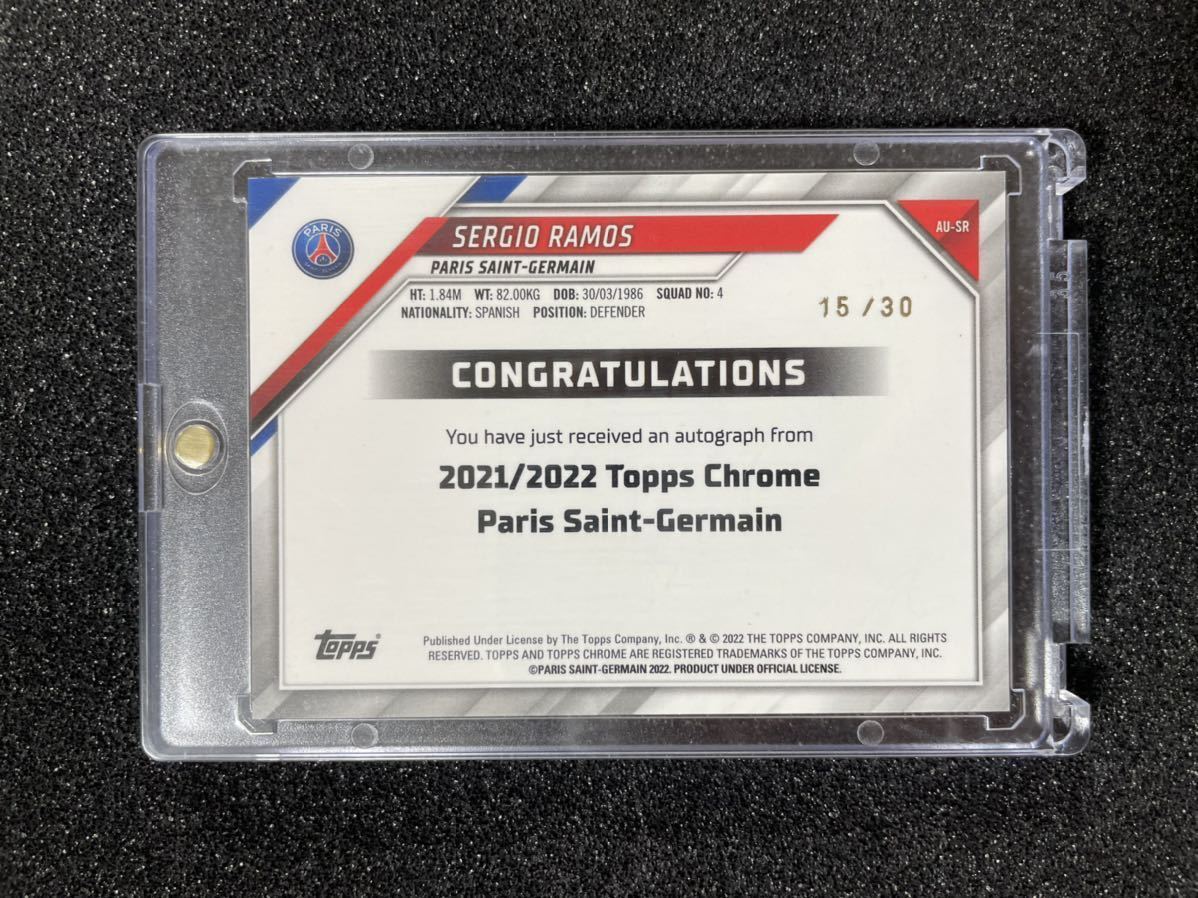 PARIS
SAINT-GERMAIN
SERGIO RAMOS
AU-SR
PARIS SAINT-GERMAIN
HT: 1.84M WT: 82.00KG DOB: 30/03/1986 SQUAD NO: 4
NATIONALITY: SPANISH POSITION: DEFENDER
15/30
CONGRATULATIONS
You have just received an autograph from
2021/2022 Topps Chrome
Paris Saint-Germain
Topps®
Published Under License by The Topps Company, Inc. ® & © 2022 THE TOPPS COMPANY, INC. ALL RIGHTS
RESERVED. TOPPS AND TOPPS CHROME ARE REGISTERED TRADEMARKS OF THE TOPPS COMPANY, INC.
©PARIS SAINT-GERMAIN 2022. PRODUCT UNDER OFFICIAL LICENSE.